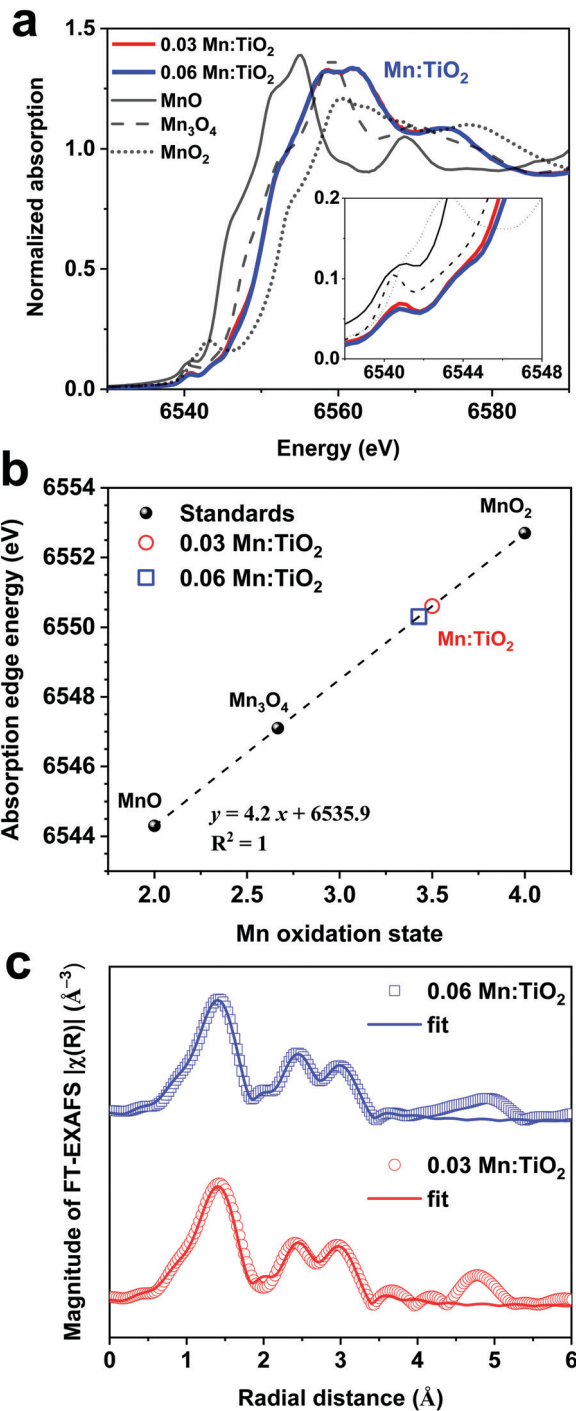 a
1.5
1.0
0.5
0.0
Normalized absorption
0.03 Mn:TiO₂
0.06 Mn:TiO₂
MnO
Mn₃O₄
MnO₂
Mn:TiO₂
0.2
0.1
0.0
6540 6544 6548
6540 6560 6580
Energy (eV)
b
6554
6552
6550
6548
6546
6544
Absorption edge energy (eV)
Standards
0.03 Mn:TiO₂
0.06 Mn:TiO₂
MnO₂
Mn:TiO₂
Mn₃O₄
MnO
y = 4.2 x + 6535.9
R² = 1
2.0 2.5 3.0 3.5 4.0
Mn oxidation state
c
Magnitude of FT-EXAFS |χ(R)| (Å⁻³)
0.06 Mn:TiO₂
fit
0.03 Mn:TiO₂
fit
0 1 2 3 4 5 6
Radial distance (Å)